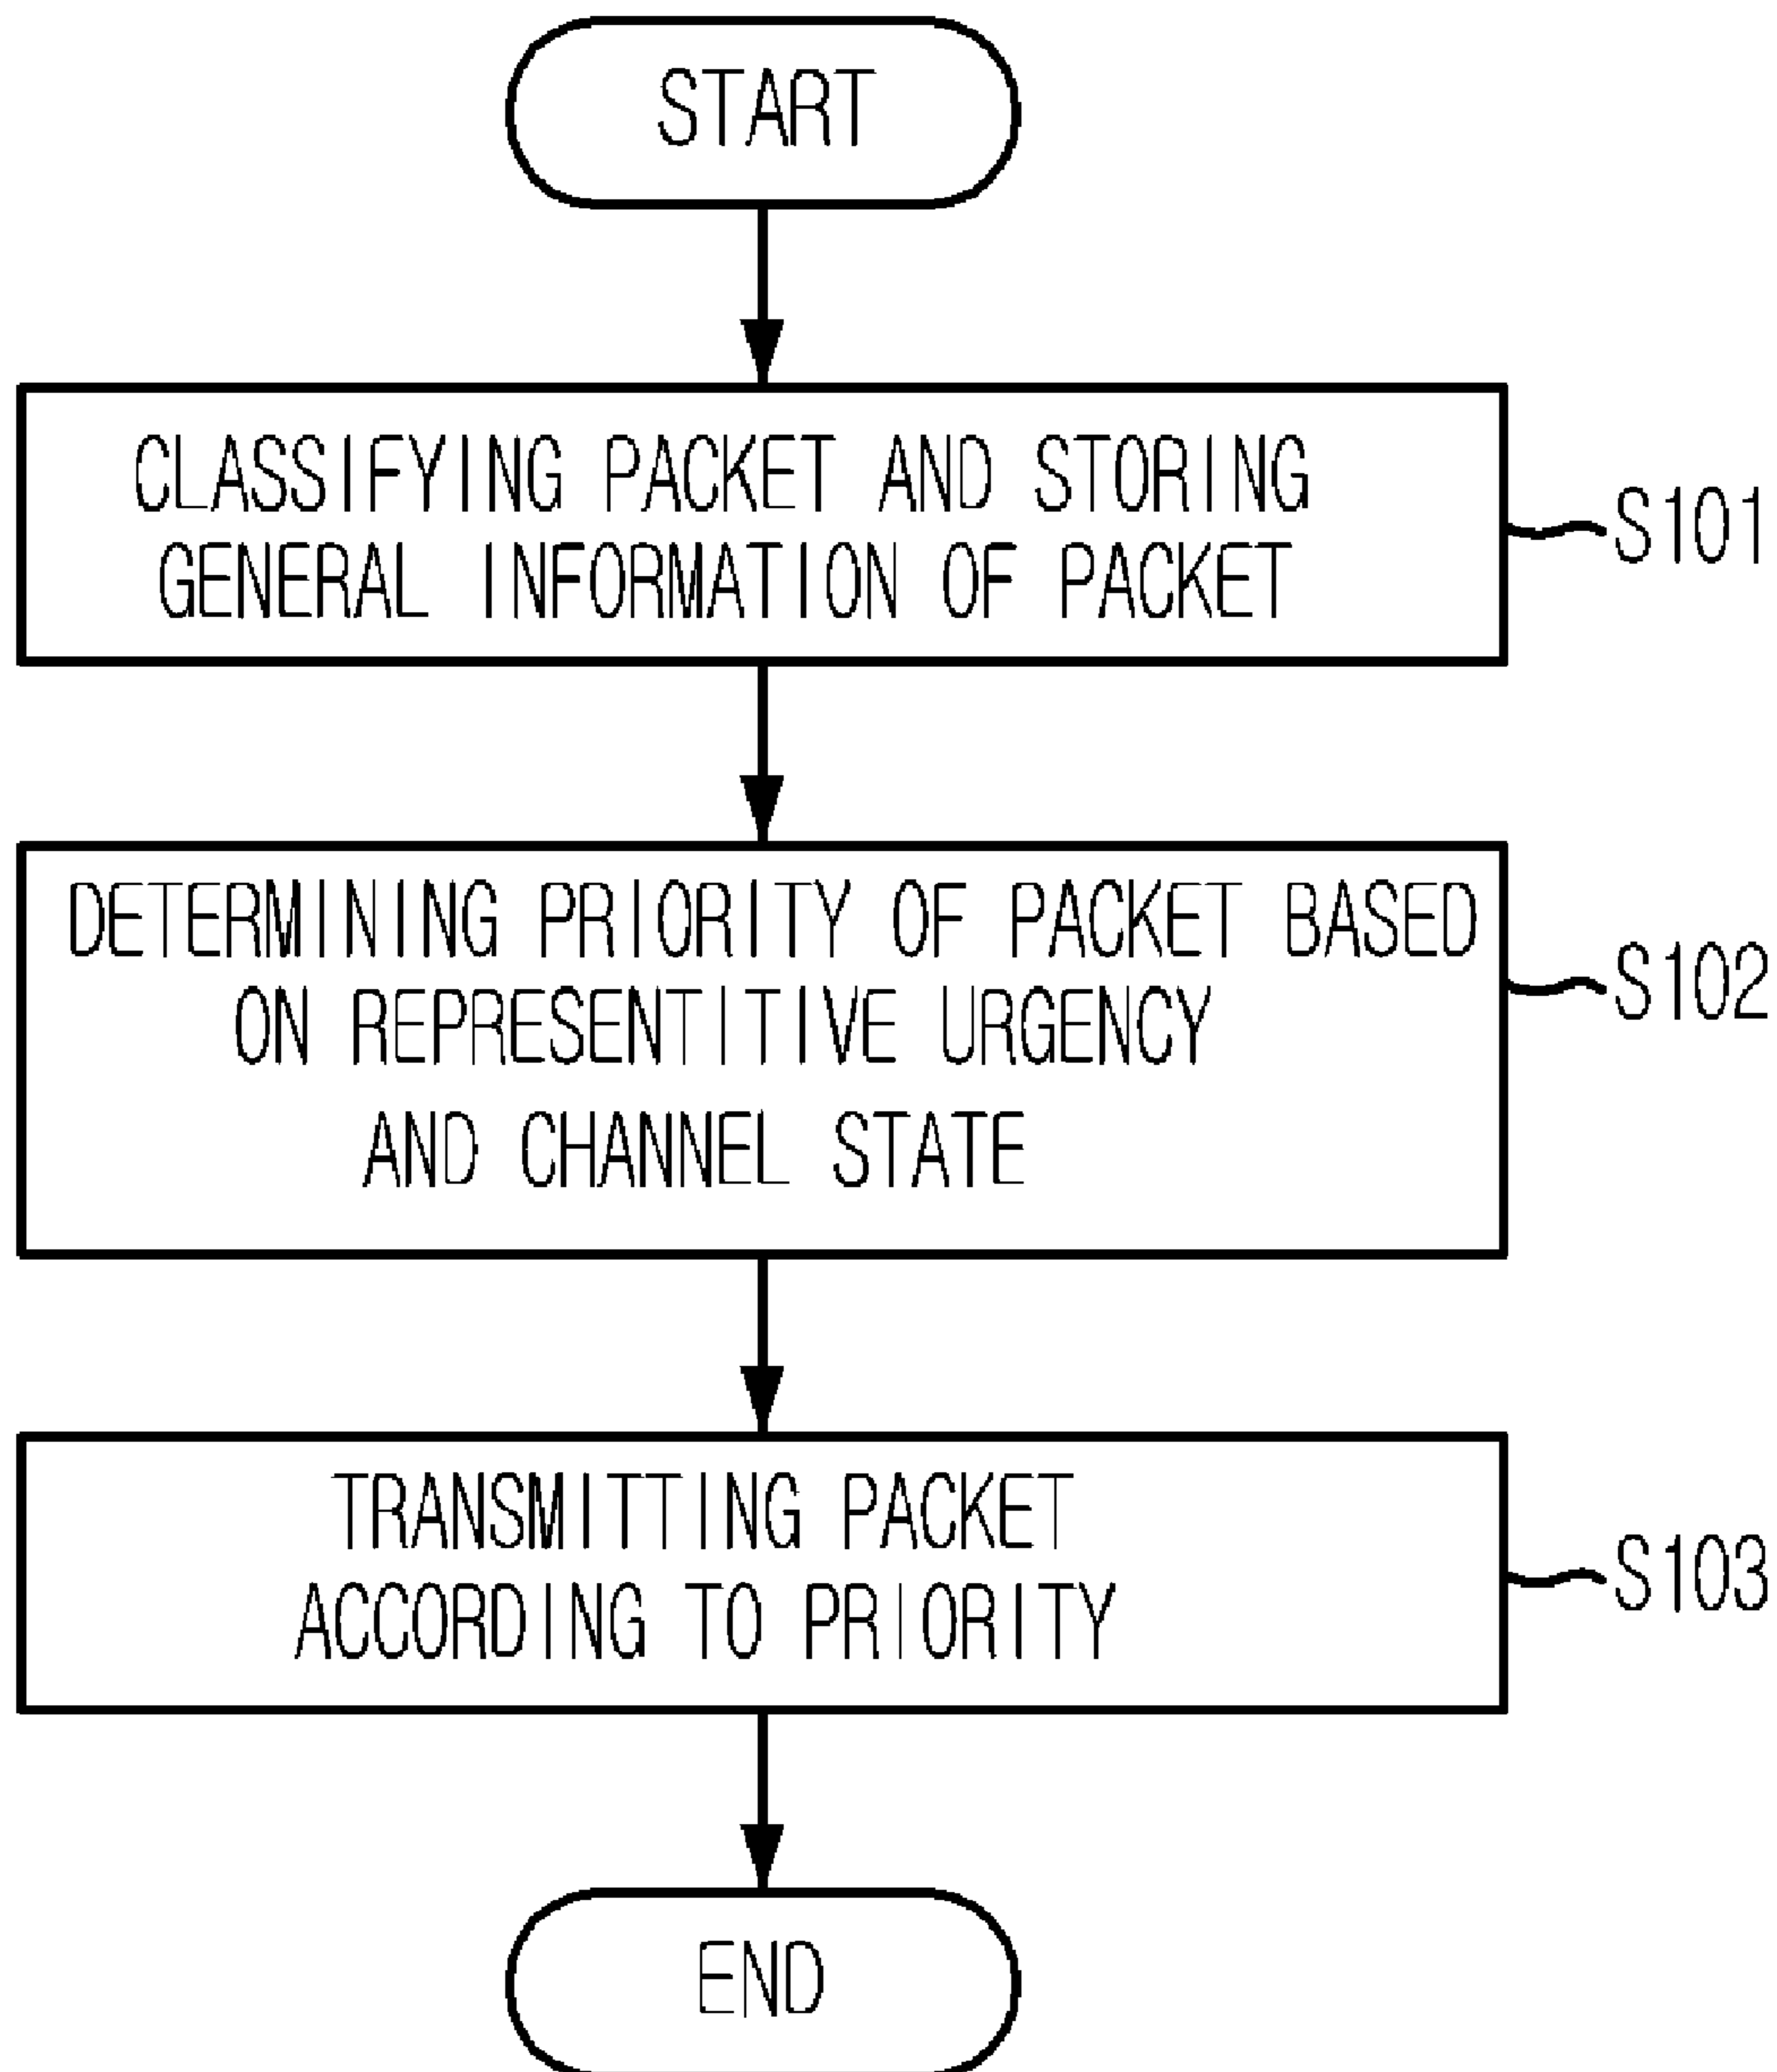 START
CLASSIFYING PACKET AND STORING
GENERAL INFORMATION OF PACKET
S101
DETERMINING PRIORITY OF PACKET BASED
ON REPRESENTITIVE URGENCY
AND CHANNEL STATE
S102
TRANSMITTING PACKET
ACCORDING TO PRIORITY
S103
END